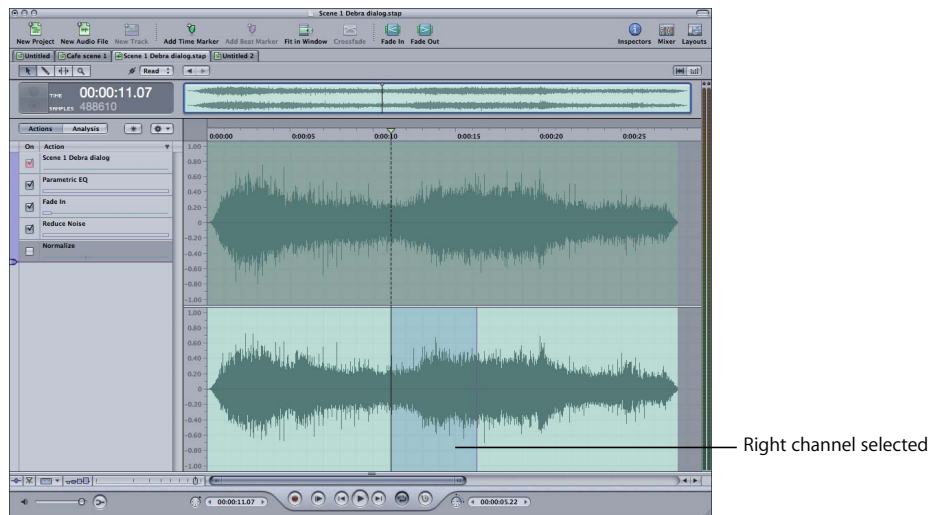 Scene 1 Debra dialog.stap
New Project New Audio File New Track Add Time Marker Add Beat Marker Fit in Window Crossfade Fade In Fade Out Inspectors Mixer Layouts
Untitled Cafe scene 1 Scene 1 Debra dialog.stap Untitled 2
Read
TIME 00:00:11.07
SAMPLES 488610
Actions Analysis
0:00:00 0:00:05 0:00:10 0:00:15 0:00:20 0:00:25
On Action
Scene 1 Debra dialog
Parametric EQ
Fade In
Reduce Noise
Normalize
1.00
0.80
0.60
0.40
0.20
0
-0.20
-0.40
-0.60
-0.80
-1.00
1.00
0.80
0.60
0.40
0.20
0
-0.20
-0.40
-0.60
-0.80
-1.00
Right channel selected
00:00:11.07
00:00:05.22